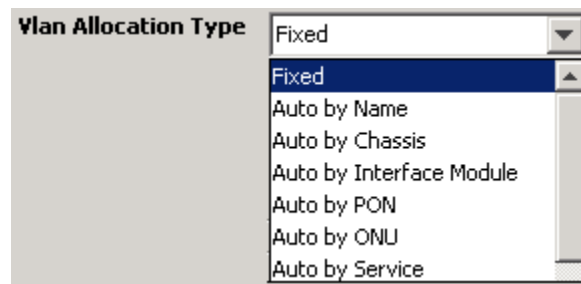 Vlan Allocation Type
Fixed
Fixed
Auto by Name
Auto by Chassis
Auto by Interface Module
Auto by PON
Auto by ONU
Auto by Service